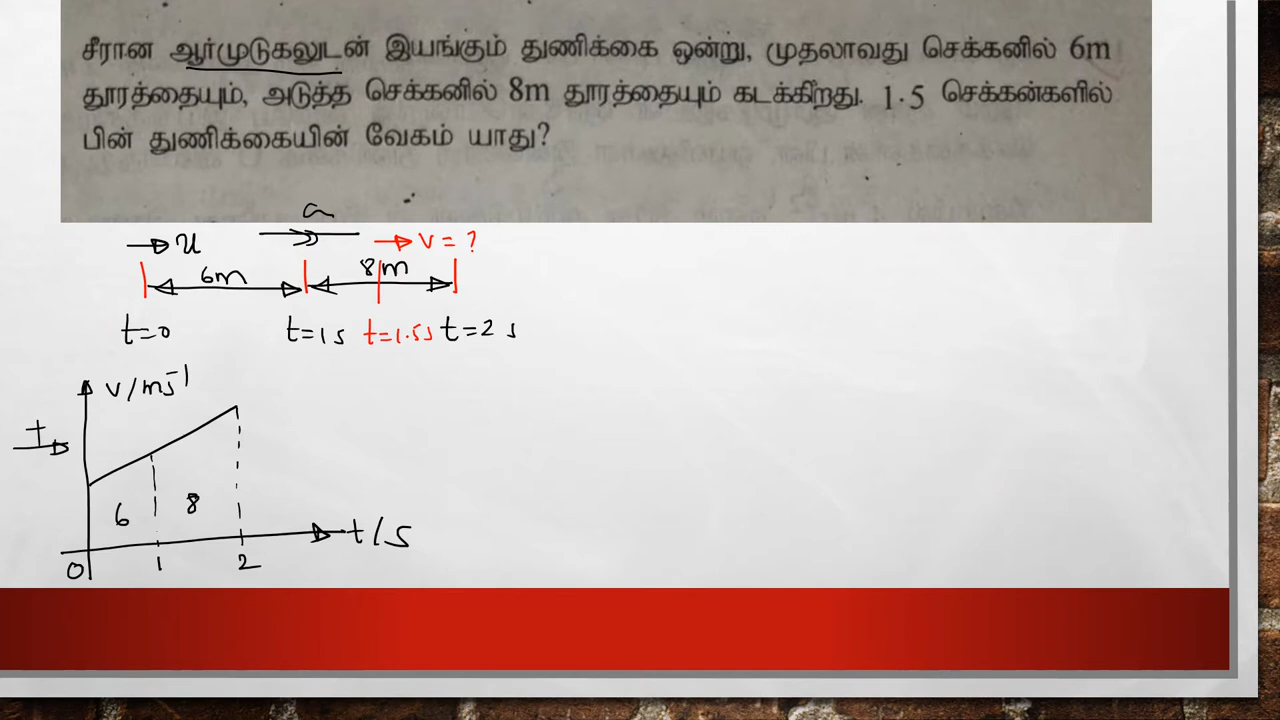 சீரான ஆர்முடுகலுடன் இயங்கும் துணிக்கை ஒன்று, முதலாவது செக்கனில் 6m
தூரத்தையும், அடுத்த செக்கனில் 8m தூரத்தையும் கடக்கிறது. 1.5 செக்கன்களில்
பின் துணிக்கையின் வேகம் யாது?
a
u v = ?
6m 8m
t=0 t=1s t=1.5s t=2s
v/ms⁻¹
+
6 8
t/s
0 1 2